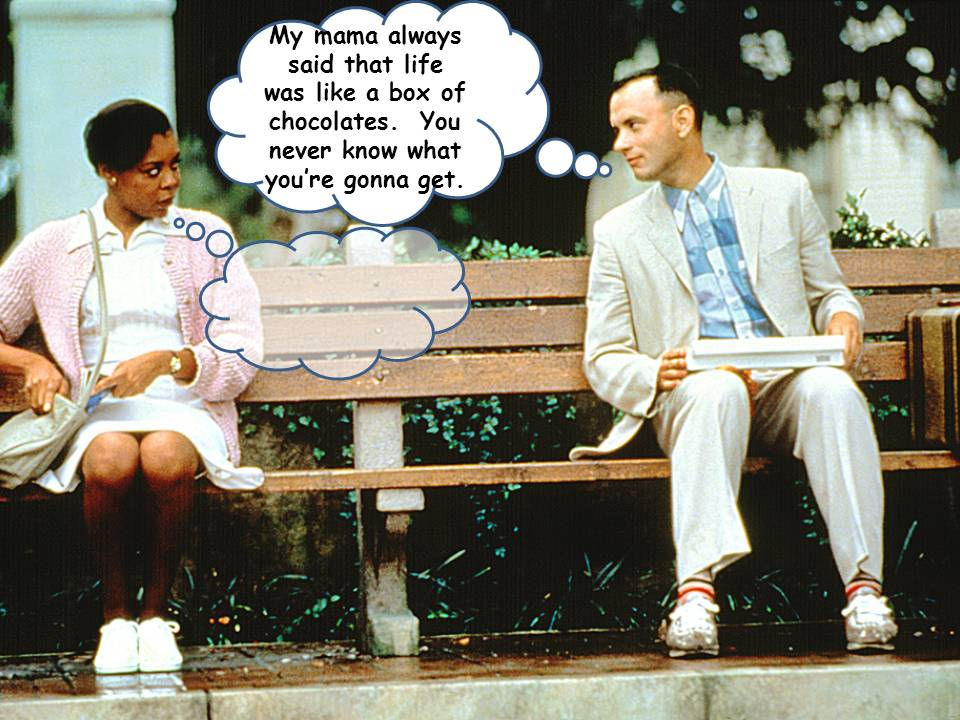 My mama always
said that life
was like a box of
chocolates.  You
never know what
you're gonna get.